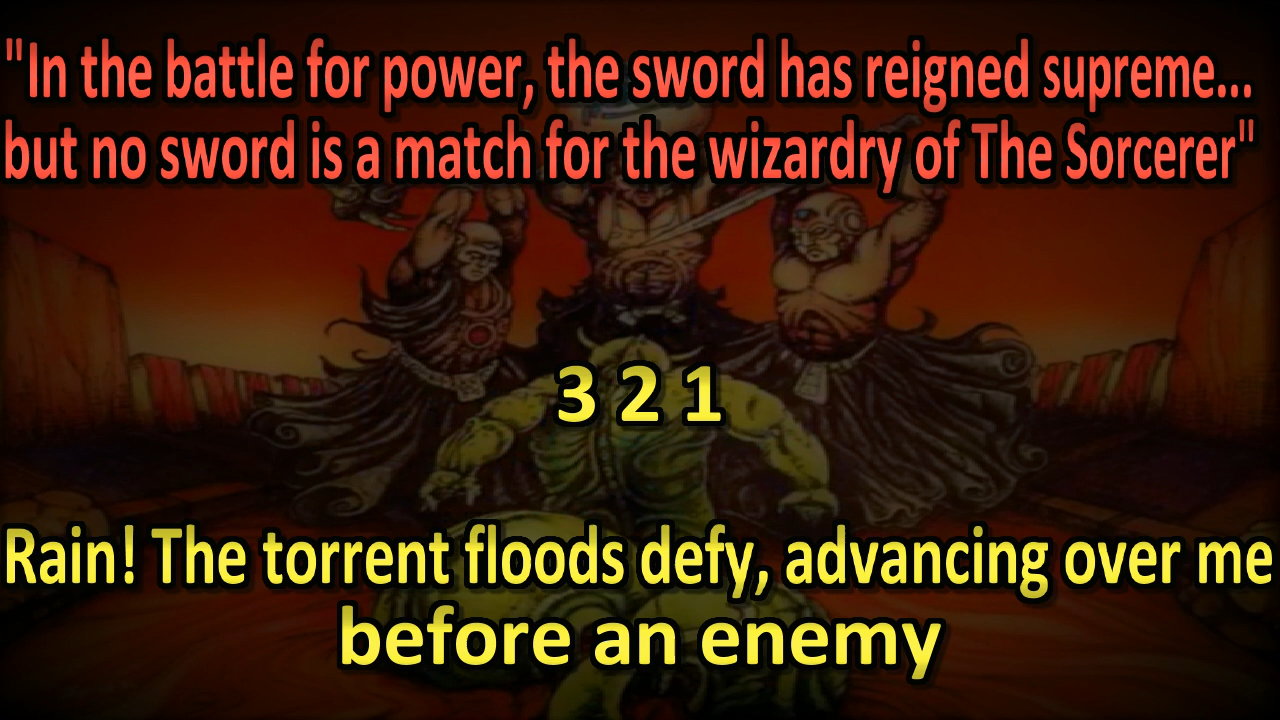 "In the battle for power, the sword has reigned supreme...
but no sword is a match for the wizardry of The Sorcerer"
3 2 1
Rain! The torrent floods defy, advancing over me
before an enemy